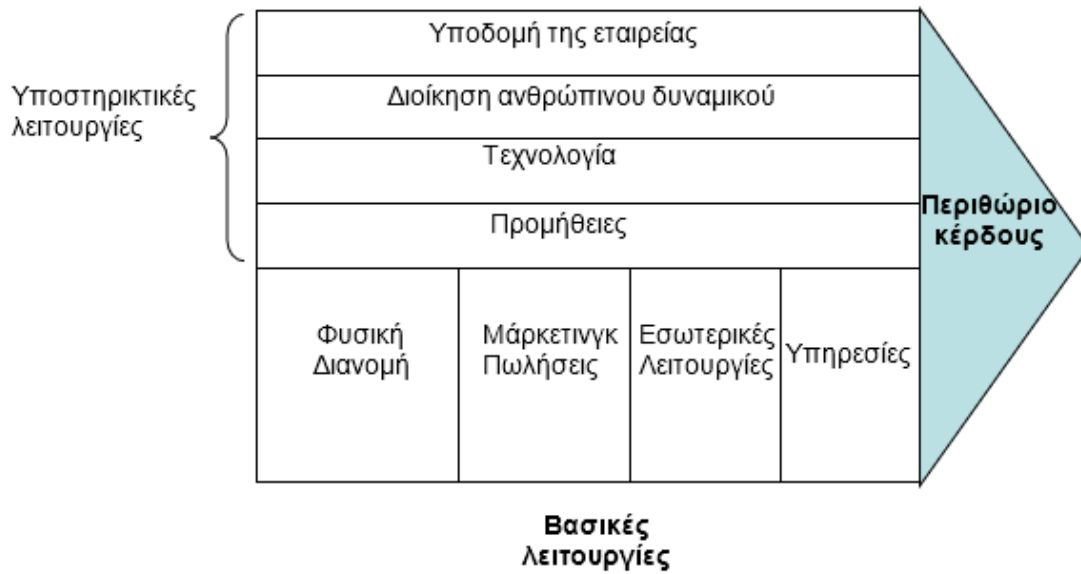 Υποδομή της εταιρείας
Υποστηρικτικές
λειτουργίες
Διοίκηση ανθρώπινου δυναμικού
Τεχνολογία
Προμήθειες
Περιθώριο
κέρδους
Φυσική
Διανομή
Μάρκετινγκ
Πωλήσεις
Εσωτερικές
Λειτουργίες
Υπηρεσίες
Βασικές
λειτουργίες